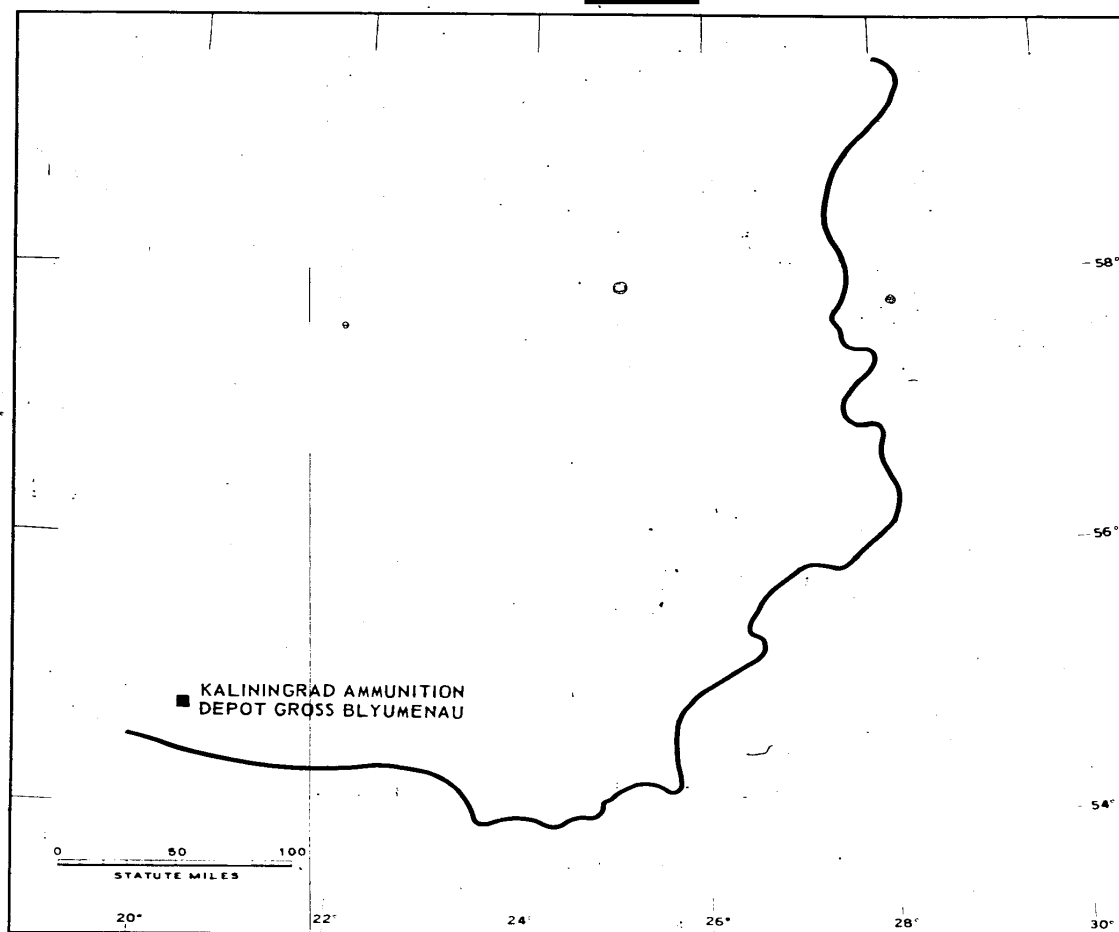 58°
56°
KALININGRAD AMMUNITION
DEPOT GROSS BLYUMENAU
54°
0 50 100
STATUTE MILES
20° 22° 24° 26° 28° 30°